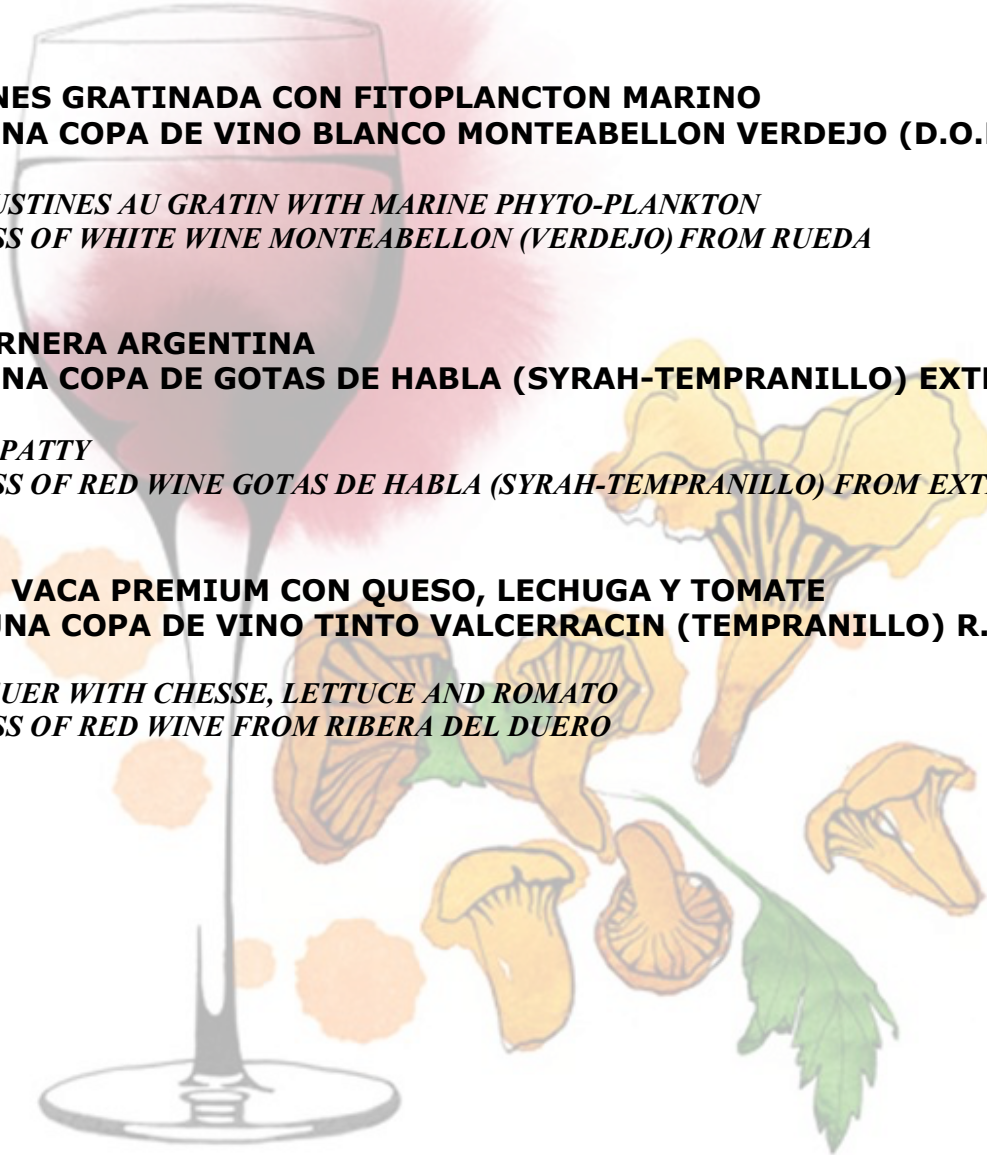 NES GRATINADA CON FITOPLANCTON MARINO
NA COPA DE VINO BLANCO MONTEABELLON VERDEJO (D.O.
USTINES AU GRATIN WITH MARINE PHYTO-PLANKTON
SS OF WHITE WINE MONTEABELLON (VERDEJO) FROM RUEDA
RNERA ARGENTINA
NA COPA DE GOTAS DE HABLA (SYRAH-TEMPRANILLO) EXT
PATTY
SS OF RED WINE GOTAS DE HABLA (SYRAH-TEMPRANILLO) FROM EXT
VACA PREMIUM CON QUESO, LECHUGA Y TOMATE
UNA COPA DE VINO TINTO VALCERRACIN (TEMPRANILLO) R.
UER WITH CHESSE, LETTUCE AND ROMATO
SS OF RED WINE FROM RIBERA DEL DUERO